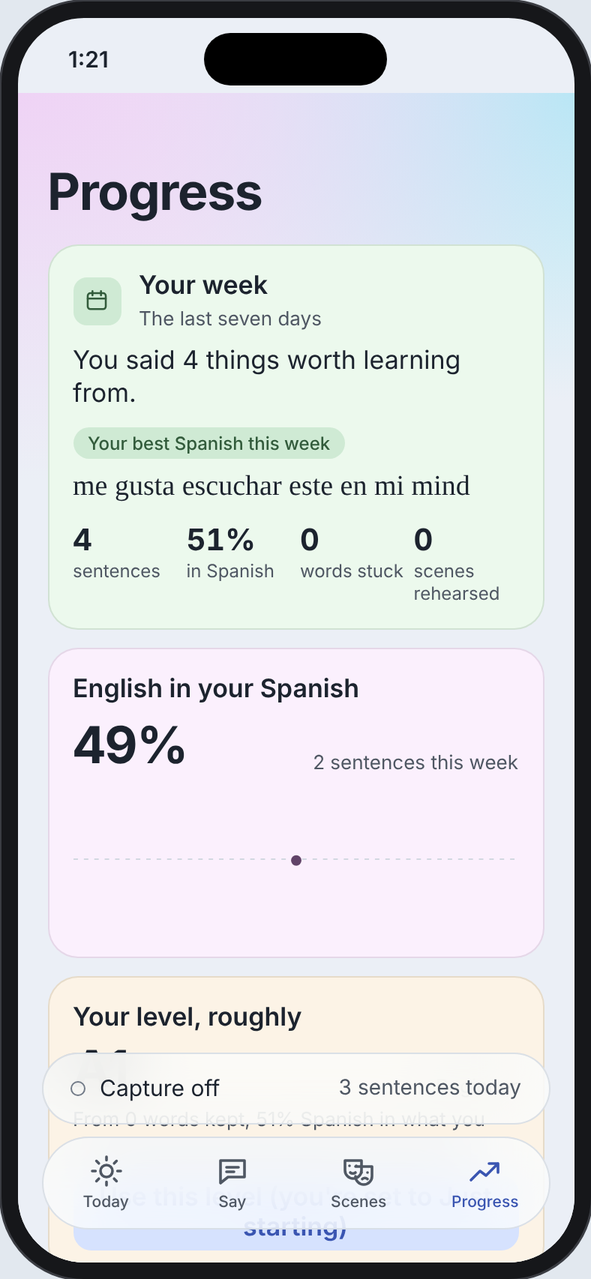 1:21
Progress
Your week
The last seven days
You said 4 things worth learning
from.
Your best Spanish this week
me gusta escuchar este en mi mind
4 51% 0 0
sentences in Spanish words stuck scenes
rehearsed
English in your Spanish
49%
2 sentences this week
Your level, roughly
Capture off 3 sentences today
From 0 words kept, 51% Spanish in what you
this level (you
starting)
Today Say Scenes Progress